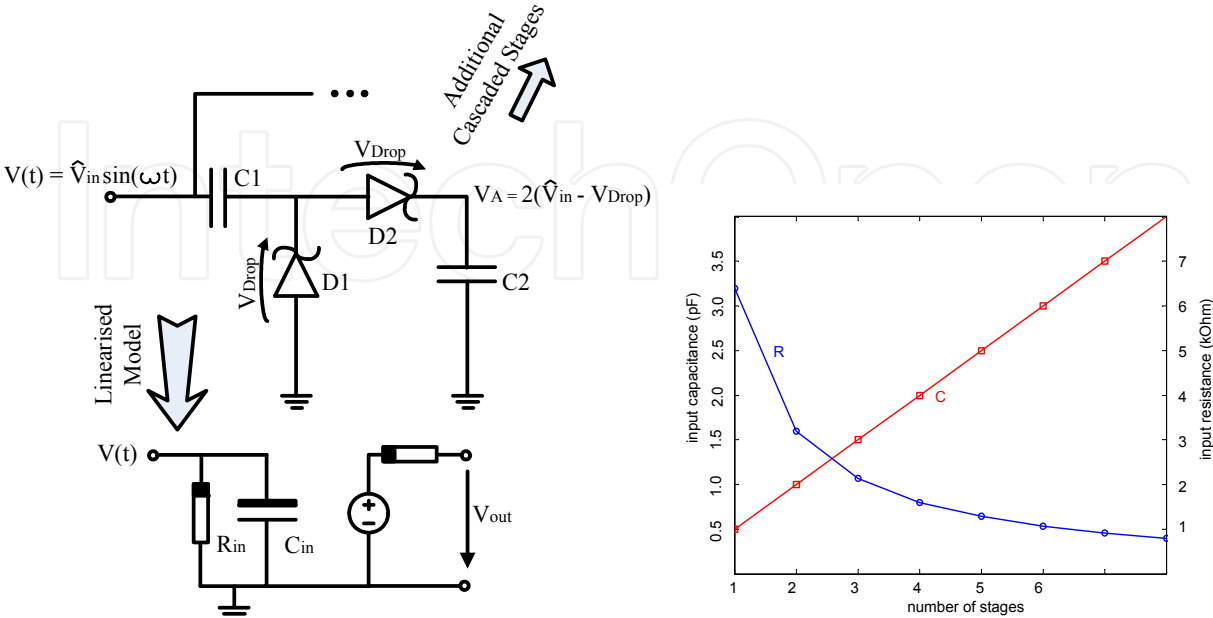 IntechOpen
Additional
Cascaded Stages
V(t) = V̂in sin(ωt)
C1
VDrop
D2
VA = 2(V̂in - VDrop)
VDrop
D1
C2
Linearised
Model
V(t)
Rin
Cin
+
-
Vout
input capacitance (pF)
3.5
3.0
2.5
2.0
1.5
1.0
0.5
R
C
7
6
5
4
3
2
1
input resistance (kOhm)
1 2 3 4 5 6
number of stages